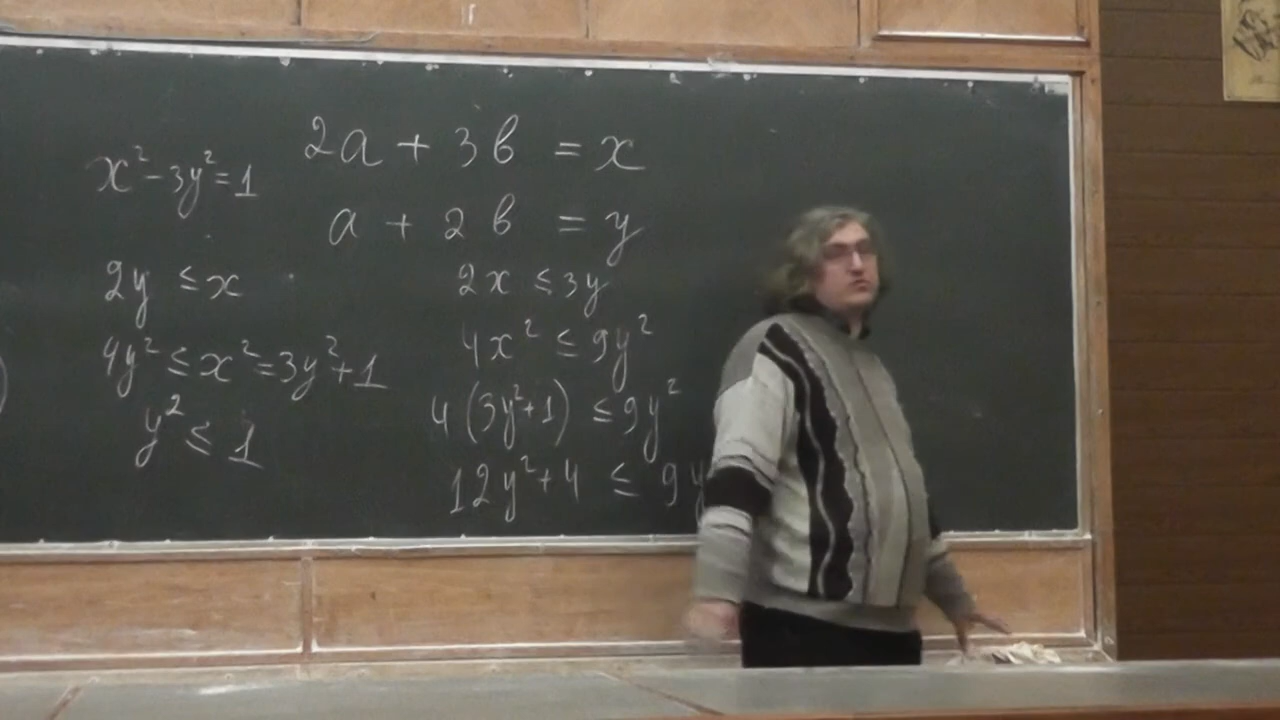 x² - 3y² = 1
2a + 3b = x
a + 2b = y
2y ≤ x
4y² ≤ x² = 3y² + 1
y² ≤ 1
2x ≤ 3y
4x² ≤ 9y²
4(3y² + 1) ≤ 9y²
12y² + 4 ≤ 9y